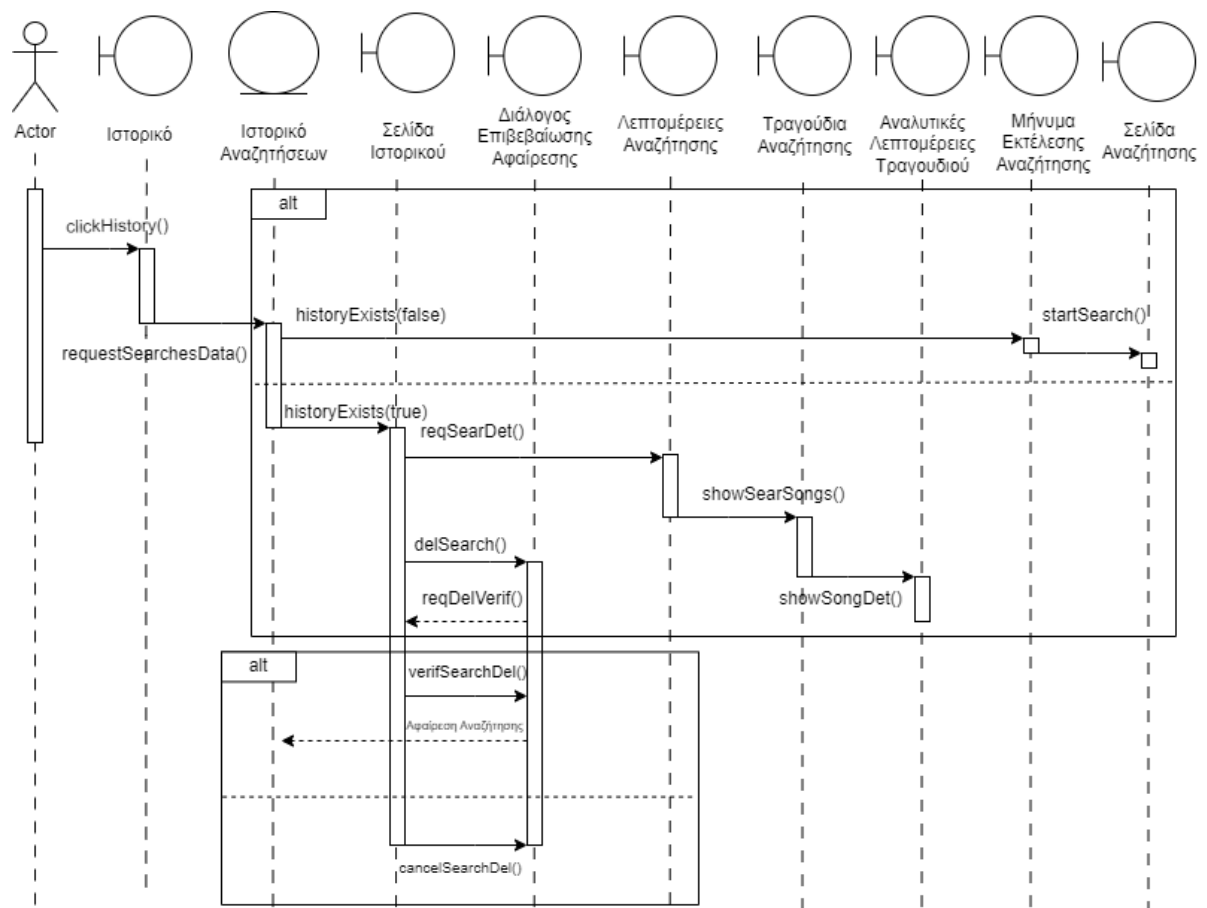 Actor
Ιστορικό
Ιστορικό
Αναζητήσεων
Σελίδα
Ιστορικού
Διάλογος
Επιβεβαίωσης
Αφαίρεσης
Λεπτομέρειες
Αναζήτησης
Τραγούδια
Αναζήτησης
Αναλυτικές
Λεπτομέρειες
Τραγουδιού
Μήνυμα
Εκτέλεσης
Αναζήτησης
Σελίδα
Αναζήτησης
alt
clickHistory()
historyExists(false)
startSearch()
requestSearchesData()
historyExists(true)
reqSearDet()
showSearSongs()
delSearch()
reqDelVerif()
showSongDet()
alt
verifSearchDel()
Αφαίρεση Αναζήτησης
cancelSearchDel()